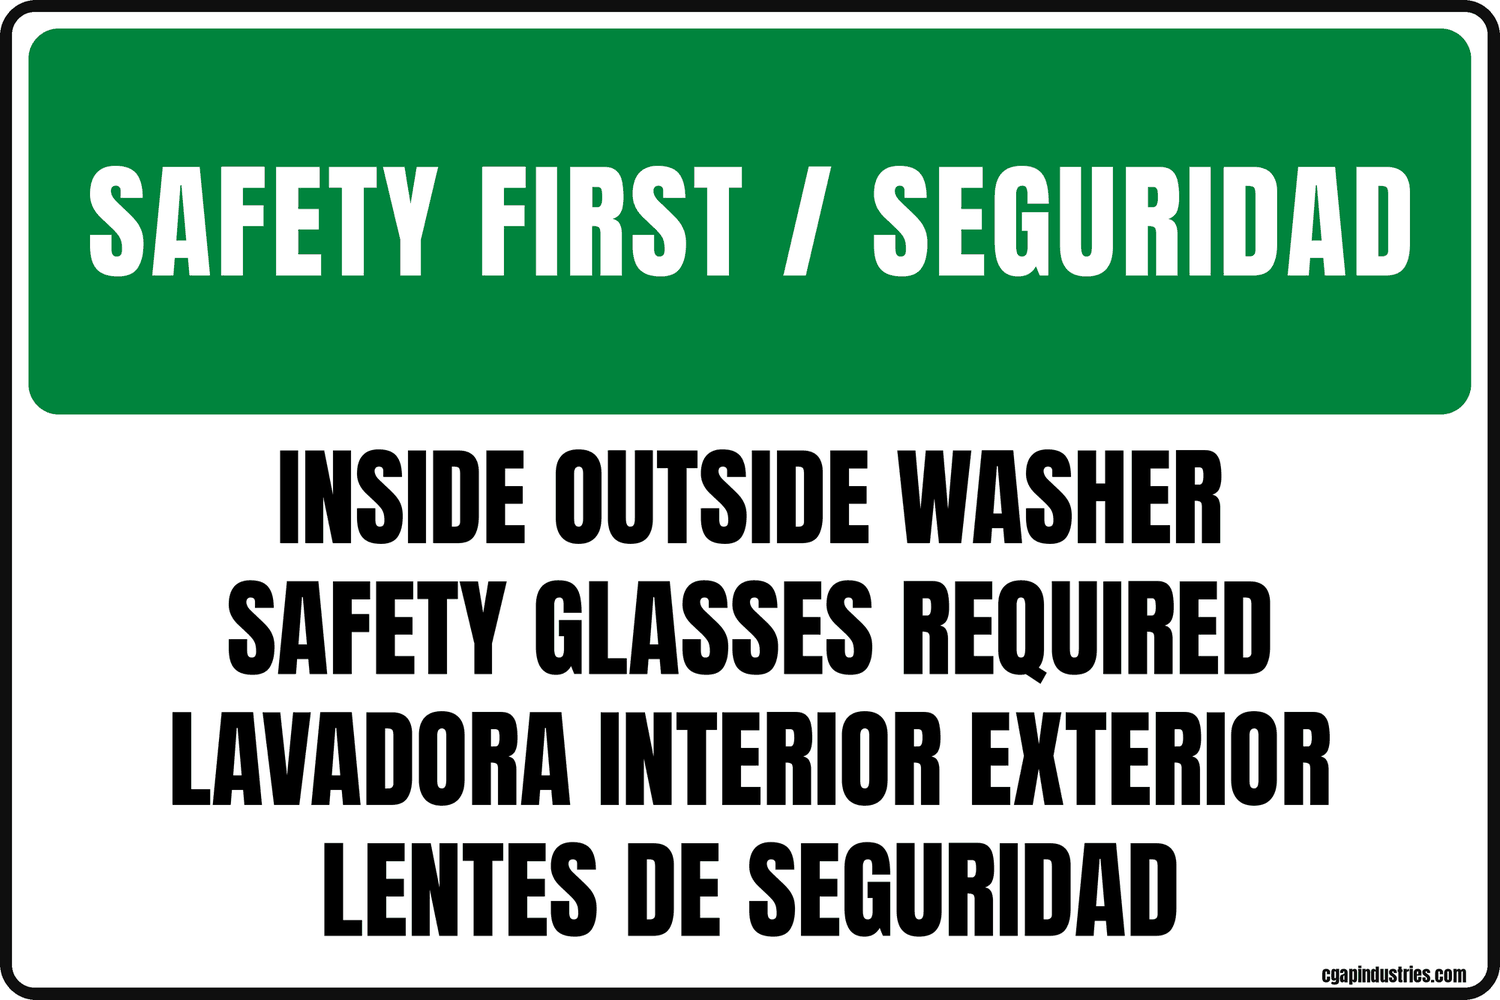 SAFETY FIRST / SEGURIDAD
INSIDE OUTSIDE WASHER
SAFETY GLASSES REQUIRED
LAVADORA INTERIOR EXTERIOR
LENTES DE SEGURIDAD
cgapindustries.com